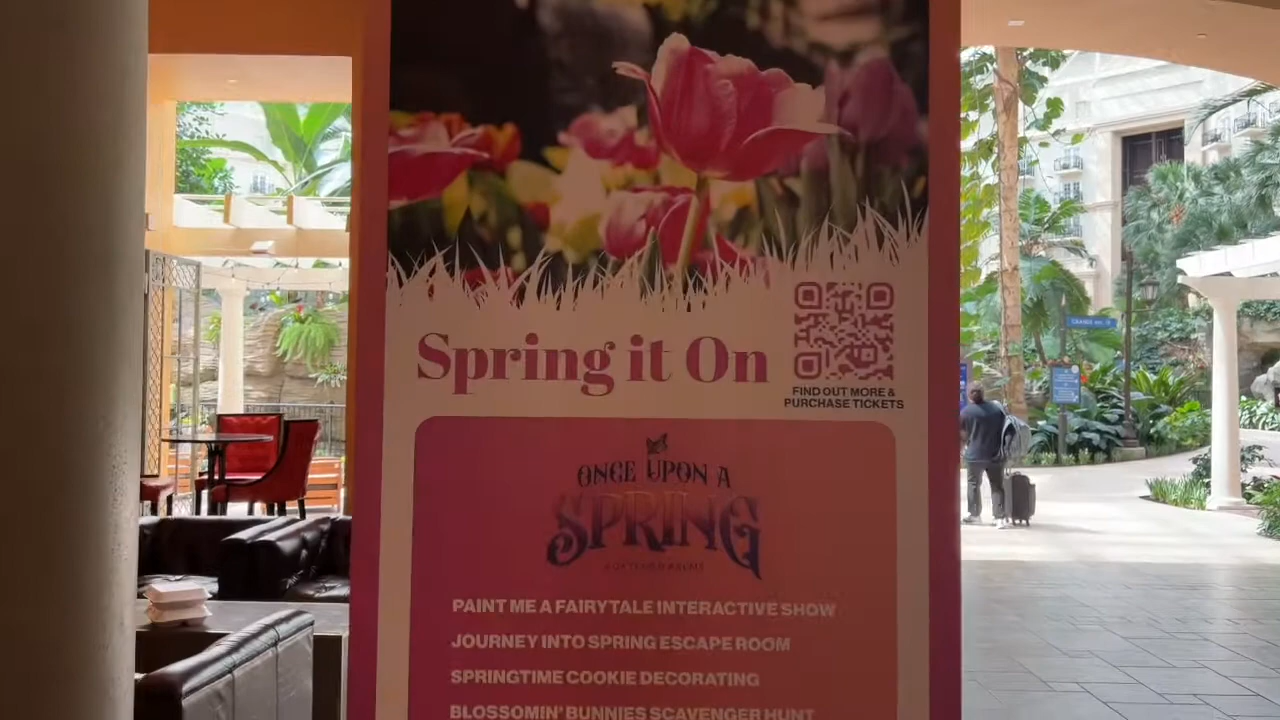 Spring it On
FIND OUT MORE &
PURCHASE TICKETS
ONCE UPON A
SPRING
PAINT ME A FAIRYTALE INTERACTIVE SHOW
JOURNEY INTO SPRING ESCAPE ROOM
SPRINGTIME COOKIE DECORATING
BLOSSOMIN' BUNNIES SCAVENGER HUNT